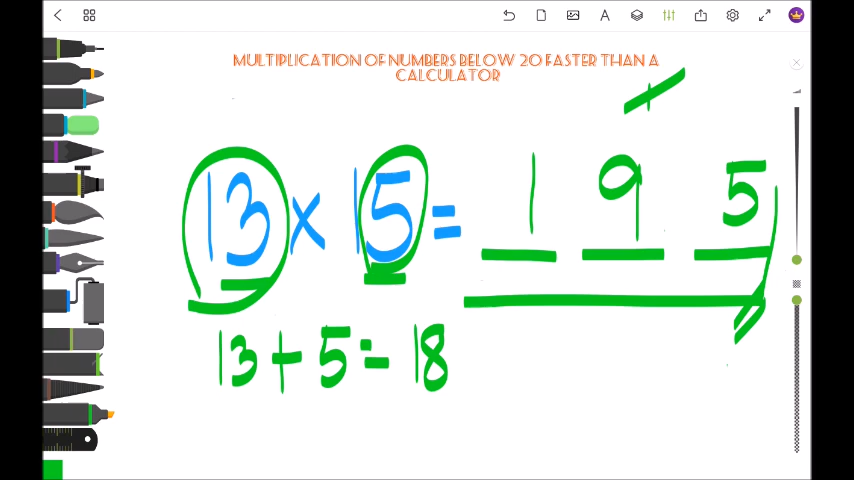 MULTIPLICATION OF NUMBERS BELOW 20 FASTER THAN A
CALCULATOR
13 x 15 = 1 9 5
13 + 5 = 18